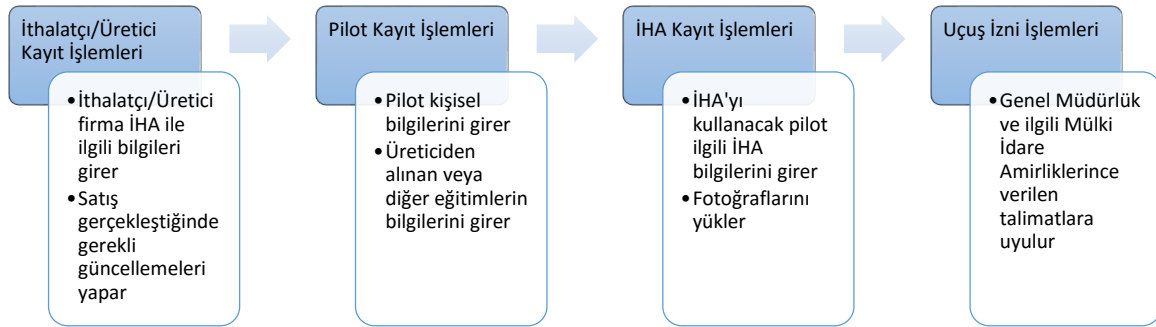 İthalatçı/Üretici
Kayıt İşlemleri
•İthalatçı/Üretici
firma İHA ile
ilgili bilgileri
girer
•Satış
gerçekleştiğinde
gerekli
güncellemeleri
yapar
Pilot Kayıt İşlemleri
•Pilot kişisel
bilgilerini girer
•Üreticiden
alınan veya
diğer eğitimlerin
bilgilerini girer
İHA Kayıt İşlemleri
•İHA'yı
kullanacak pilot
ilgili İHA
bilgilerini girer
•Fotoğraflarını
yükler
Uçuş İzni İşlemleri
•Genel Müdürlük
ve ilgili Mülki
İdare
Amirliklerince
verilen
talimatlara
uyulur